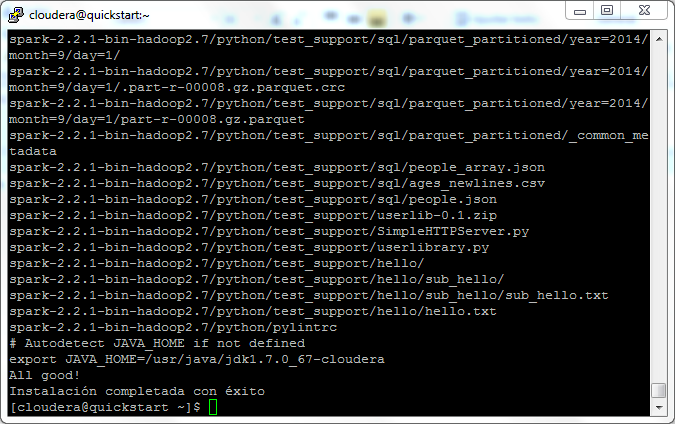 cloudera@quickstart:~
spark-2.2.1-bin-hadoop2.7/python/test_support/sql/parquet_partitioned/year=2014/
month=9/day=1/
spark-2.2.1-bin-hadoop2.7/python/test_support/sql/parquet_partitioned/year=2014/
month=9/day=1/.part-r-00008.gz.parquet.crc
spark-2.2.1-bin-hadoop2.7/python/test_support/sql/parquet_partitioned/year=2014/
month=9/day=1/part-r-00008.gz.parquet
spark-2.2.1-bin-hadoop2.7/python/test_support/sql/parquet_partitioned/_common_me
tadata
spark-2.2.1-bin-hadoop2.7/python/test_support/sql/people_array.json
spark-2.2.1-bin-hadoop2.7/python/test_support/sql/ages_newlines.csv
spark-2.2.1-bin-hadoop2.7/python/test_support/sql/people.json
spark-2.2.1-bin-hadoop2.7/python/test_support/userlib-0.1.zip
spark-2.2.1-bin-hadoop2.7/python/test_support/SimpleHTTPServer.py
spark-2.2.1-bin-hadoop2.7/python/test_support/userlibrary.py
spark-2.2.1-bin-hadoop2.7/python/test_support/hello/
spark-2.2.1-bin-hadoop2.7/python/test_support/hello/sub_hello/
spark-2.2.1-bin-hadoop2.7/python/test_support/hello/sub_hello/sub_hello.txt
spark-2.2.1-bin-hadoop2.7/python/test_support/hello/hello.txt
spark-2.2.1-bin-hadoop2.7/python/pylintrc
# Autodetect JAVA_HOME if not defined
export JAVA_HOME=/usr/java/jdk1.7.0_67-cloudera
All good!
Instalación completada con éxito
[cloudera@quickstart ~]$